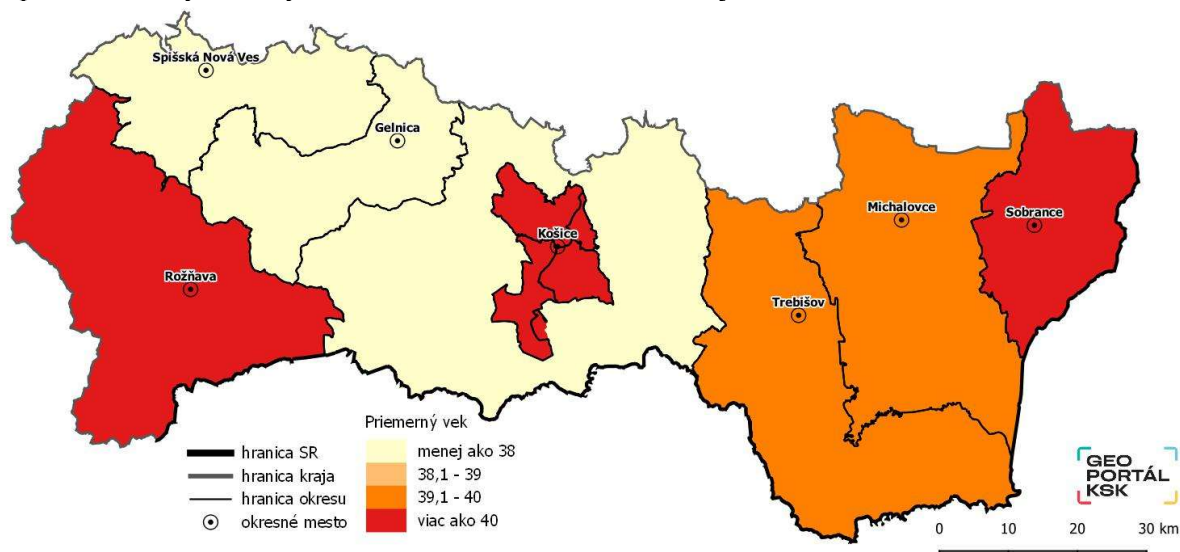 Spišská Nová Ves
Gelnica
Košice
Michalovce
Sobrance
Rožňava
Trebišov
Priemerný vek
hranica SR
hranica kraja
hranica okresu
okresné mesto
menej ako 38
38,1 - 39
39,1 - 40
viac ako 40
GEO
PORTÁL
KSK
0 10 20 30 km